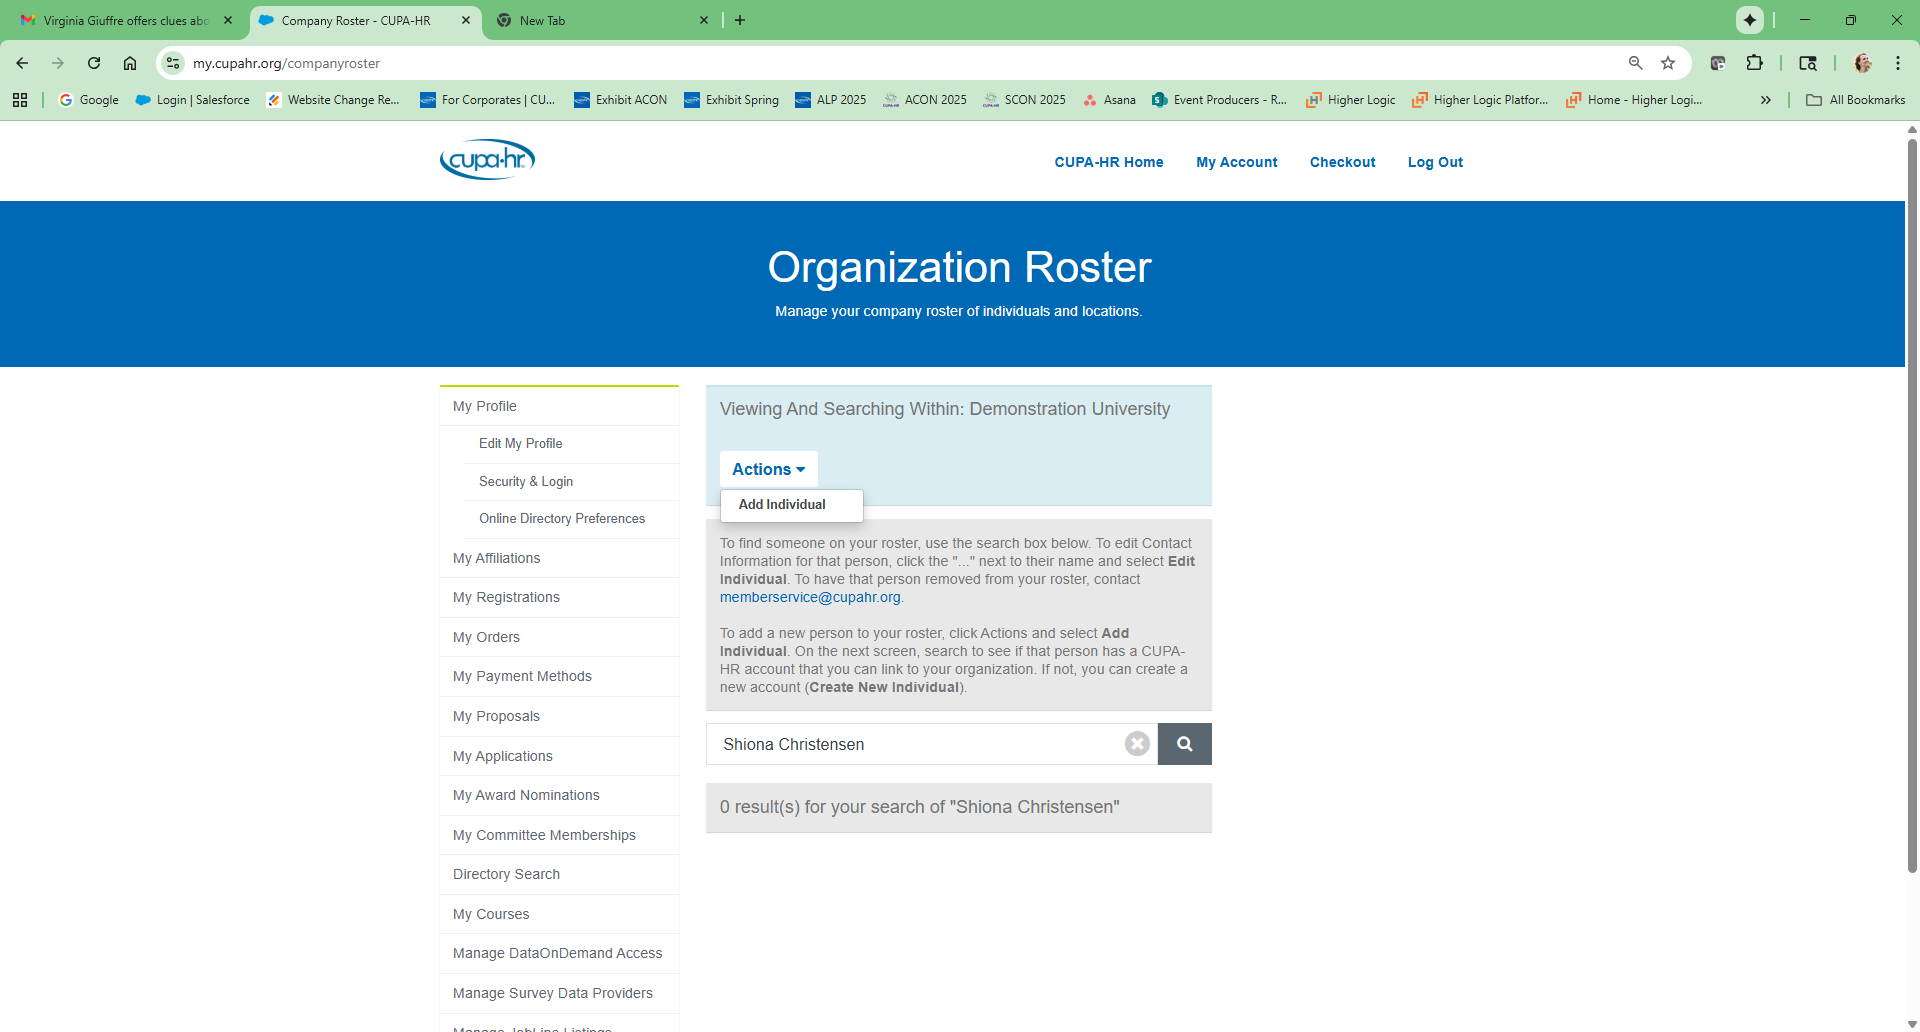 Virginia Giuffre offers clues abo
Company Roster - CUPA-HR
New Tab
my.cupahr.org/companyroster
Google
Login | Salesforce
Website Change Re...
For Corporates | CU...
Exhibit ACON
Exhibit Spring
ALP 2025
ACON 2025
SCON 2025
Asana
Event Producers - R...
Higher Logic
Higher Logic Platfor...
Home - Higher Logi...
All Bookmarks
cupa-hr
CUPA-HR Home
My Account
Checkout
Log Out
Organization Roster
Manage your company roster of individuals and locations.
My Profile
Edit My Profile
Security & Login
Online Directory Preferences
My Affiliations
My Registrations
My Orders
My Payment Methods
My Proposals
My Applications
My Award Nominations
My Committee Memberships
Directory Search
My Courses
Manage DataOnDemand Access
Manage Survey Data Providers
Manage JobLine Listings
Viewing And Searching Within: Demonstration University
Actions
Add Individual
To find someone on your roster, use the search box below. To edit Contact
Information for that person, click the "..." next to their name and select Edit
Individual. To have that person removed from your roster, contact
memberservice@cupahr.org.
To add a new person to your roster, click Actions and select Add
Individual. On the next screen, search to see if that person has a CUPA-
HR account that you can link to your organization. If not, you can create a
new account (Create New Individual).
Shiona Christensen
0 result(s) for your search of "Shiona Christensen"